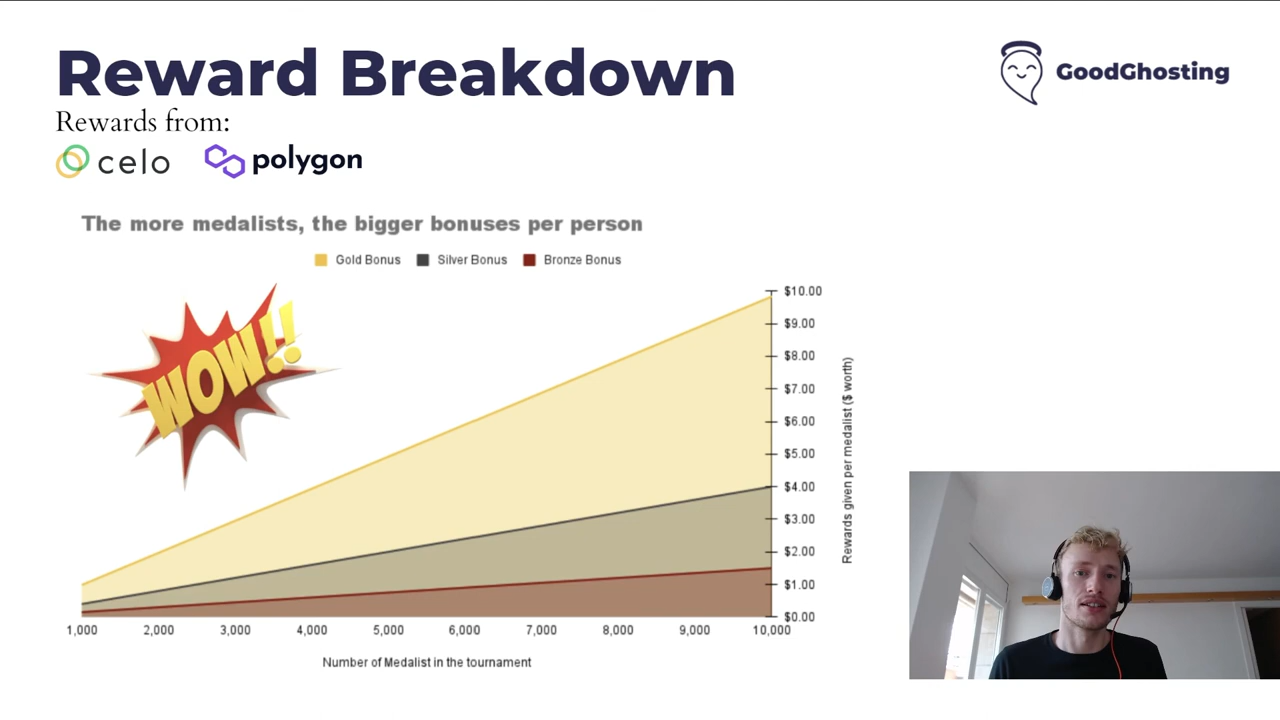 Reward Breakdown
GoodGhosting
Rewards from:
celo polygon
The more medalists, the bigger bonuses per person
Gold Bonus Silver Bonus Bronze Bonus
WOW!!
$10.00
$9.00
$8.00
$7.00
$6.00
$5.00
$4.00
$3.00
$2.00
$1.00
$0.00
Rewards given per medalist ($ worth)
1,000 2,000 3,000 4,000 5,000 6,000 7,000 8,000 9,000 10,000
Number of Medalist in the tournament